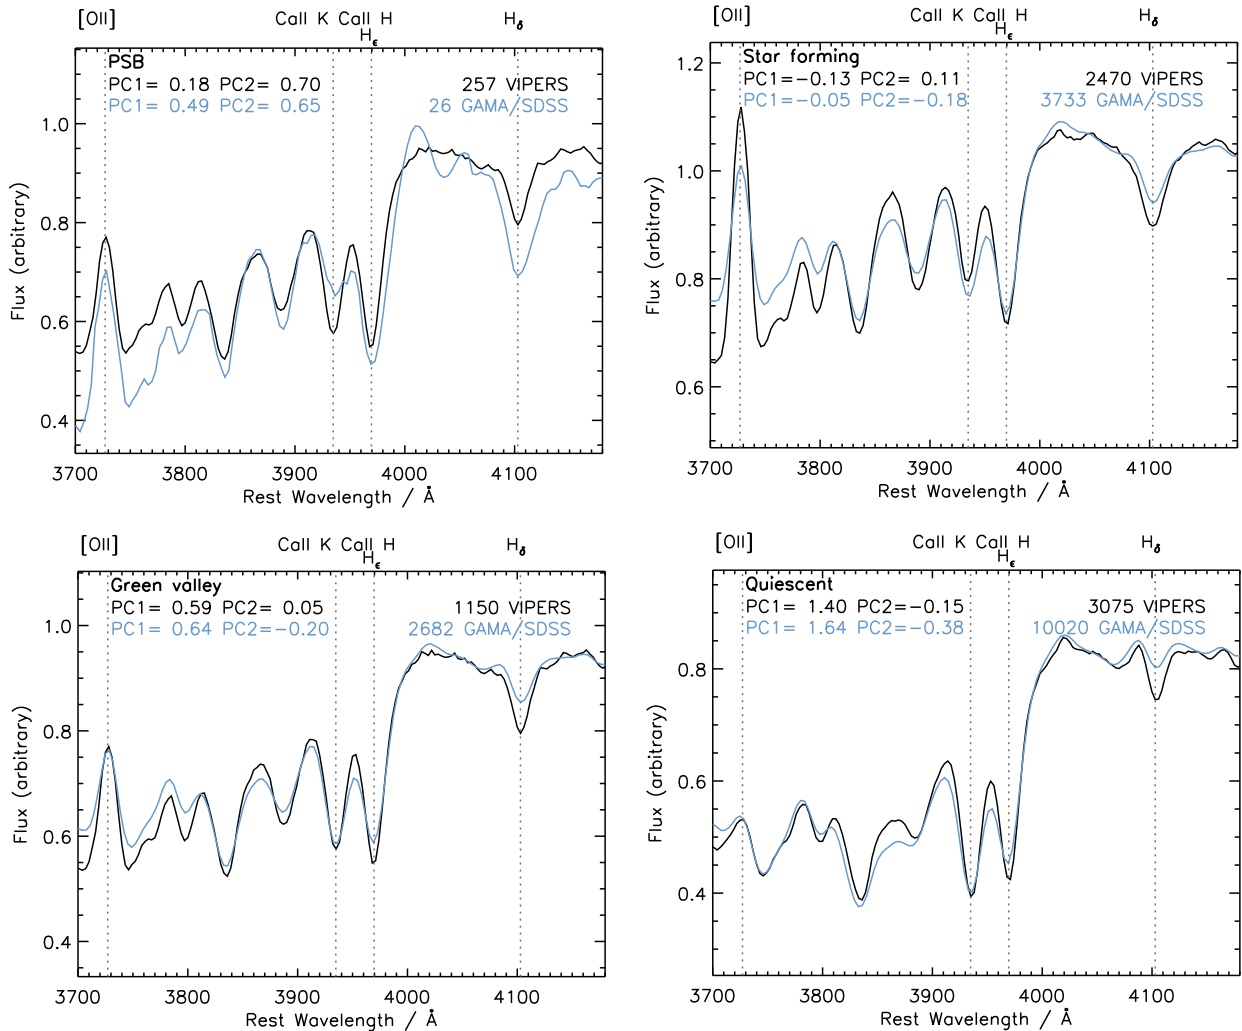 [OII] CaII K CaII H Hδ
Hε
PSB
PC1= 0.18 PC2= 0.70 257 VIPERS
PC1= 0.49 PC2= 0.65 26 GAMA/SDSS
1.0
0.8
0.6
0.4
Flux (arbitrary)
3700 3800 3900 4000 4100
Rest Wavelength / Å
[OII] CaII K CaII H Hδ
Hε
Star forming
PC1=−0.13 PC2= 0.11 2470 VIPERS
PC1=−0.05 PC2=−0.18 3733 GAMA/SDSS
1.2
1.0
0.8
0.6
Flux (arbitrary)
3700 3800 3900 4000 4100
Rest Wavelength / Å
[OII] CaII K CaII H Hδ
Hε
Green valley
PC1= 0.59 PC2= 0.05 1150 VIPERS
PC1= 0.64 PC2=−0.20 2682 GAMA/SDSS
1.0
0.8
0.6
0.4
Flux (arbitrary)
3700 3800 3900 4000 4100
Rest Wavelength / Å
[OII] CaII K CaII H Hδ
Hε
Quiescent
PC1= 1.40 PC2=−0.15 3075 VIPERS
PC1= 1.64 PC2=−0.38 10020 GAMA/SDSS
0.8
0.6
0.4
Flux (arbitrary)
3700 3800 3900 4000 4100
Rest Wavelength / Å